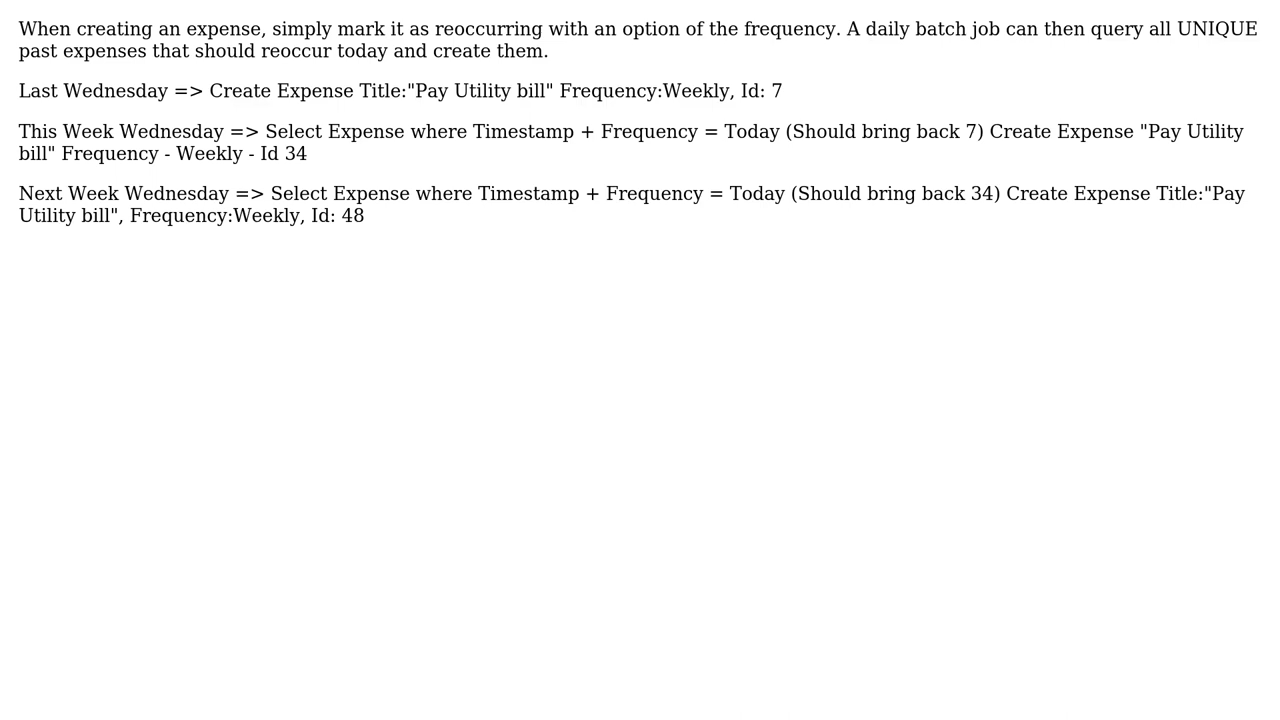 When creating an expense, simply mark it as reoccurring with an option of the frequency. A daily batch job can then query all UNIQUE
past expenses that should reoccur today and create them.
Last Wednesday => Create Expense Title:"Pay Utility bill" Frequency:Weekly, Id: 7
This Week Wednesday => Select Expense where Timestamp + Frequency = Today (Should bring back 7) Create Expense "Pay Utility
bill" Frequency - Weekly - Id 34
Next Week Wednesday => Select Expense where Timestamp + Frequency = Today (Should bring back 34) Create Expense Title:"Pay
Utility bill", Frequency:Weekly, Id: 48